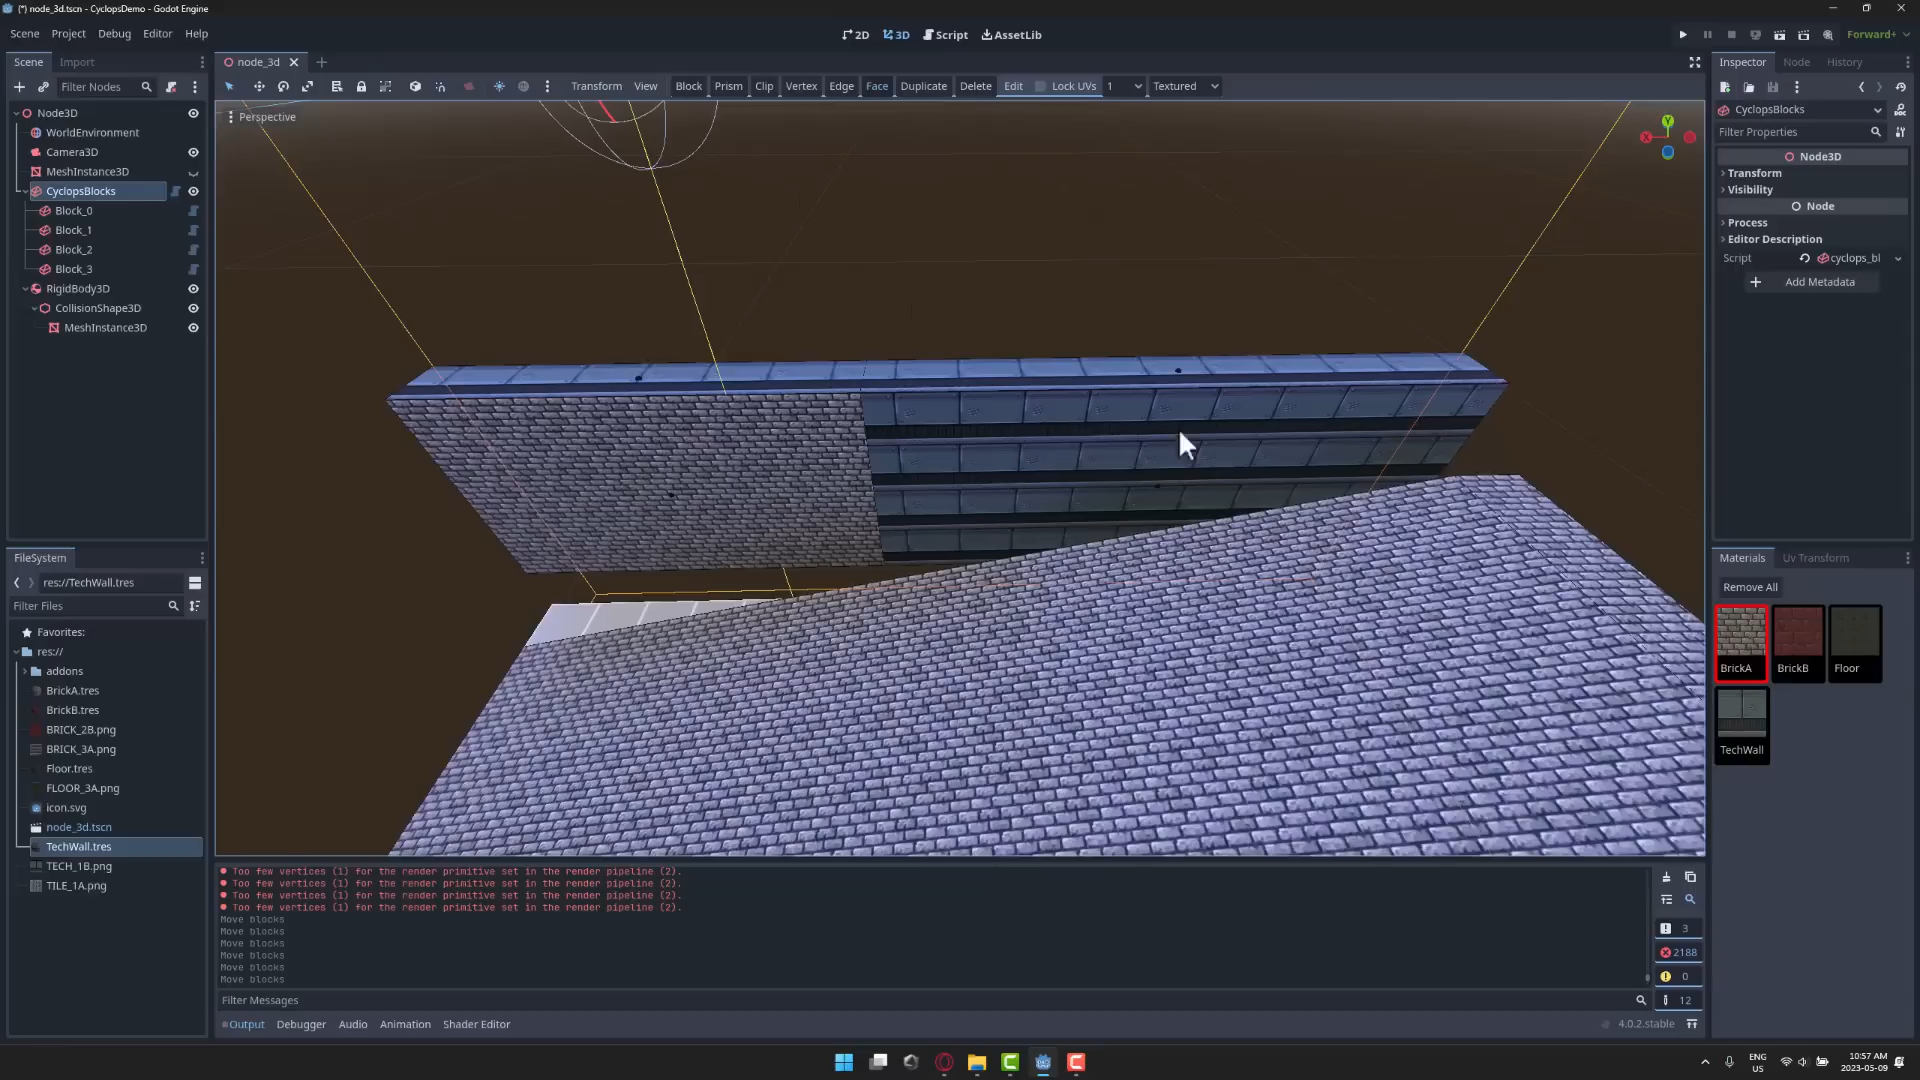 (*) node_3d.tscn - CyclopsDemo - Godot Engine
Scene Project Debug Editor Help
2D 3D Script AssetLib
Forward+
Scene Import
node_3d
Inspector Node History
Filter Nodes
Transform View Block Prism Clip Vertex Edge Face Duplicate Delete Edit Lock UVs 1 Textured
Node3D
WorldEnvironment
Camera3D
MeshInstance3D
CyclopsBlocks
Block_0
Block_1
Block_2
Block_3
RigidBody3D
CollisionShape3D
MeshInstance3D
Perspective
Y
X
CyclopsBlocks
Filter Properties
Node3D
Transform
Visibility
Node
Process
Editor Description
Script cyclops_bl
Add Metadata
FileSystem
res://TechWall.tres
Filter Files
Favorites:
res://
addons
BrickA.tres
BrickB.tres
BRICK_2B.png
BRICK_3A.png
Floor.tres
FLOOR_3A.png
icon.svg
node_3d.tscn
TechWall.tres
TECH_1B.png
TILE_1A.png
Materials Uv Transform
Remove All
BrickA BrickB Floor
TechWall
Too few vertices (1) for the render primitive set in the render pipeline (2).
Too few vertices (1) for the render primitive set in the render pipeline (2).
Too few vertices (1) for the render primitive set in the render pipeline (2).
Too few vertices (1) for the render primitive set in the render pipeline (2).
Move blocks
Move blocks
Move blocks
Move blocks
Move blocks
Move blocks
3
2188
0
12
Filter Messages
Output Debugger Audio Animation Shader Editor
4.0.2.stable
ENG
US
10:57 AM
2023-05-09